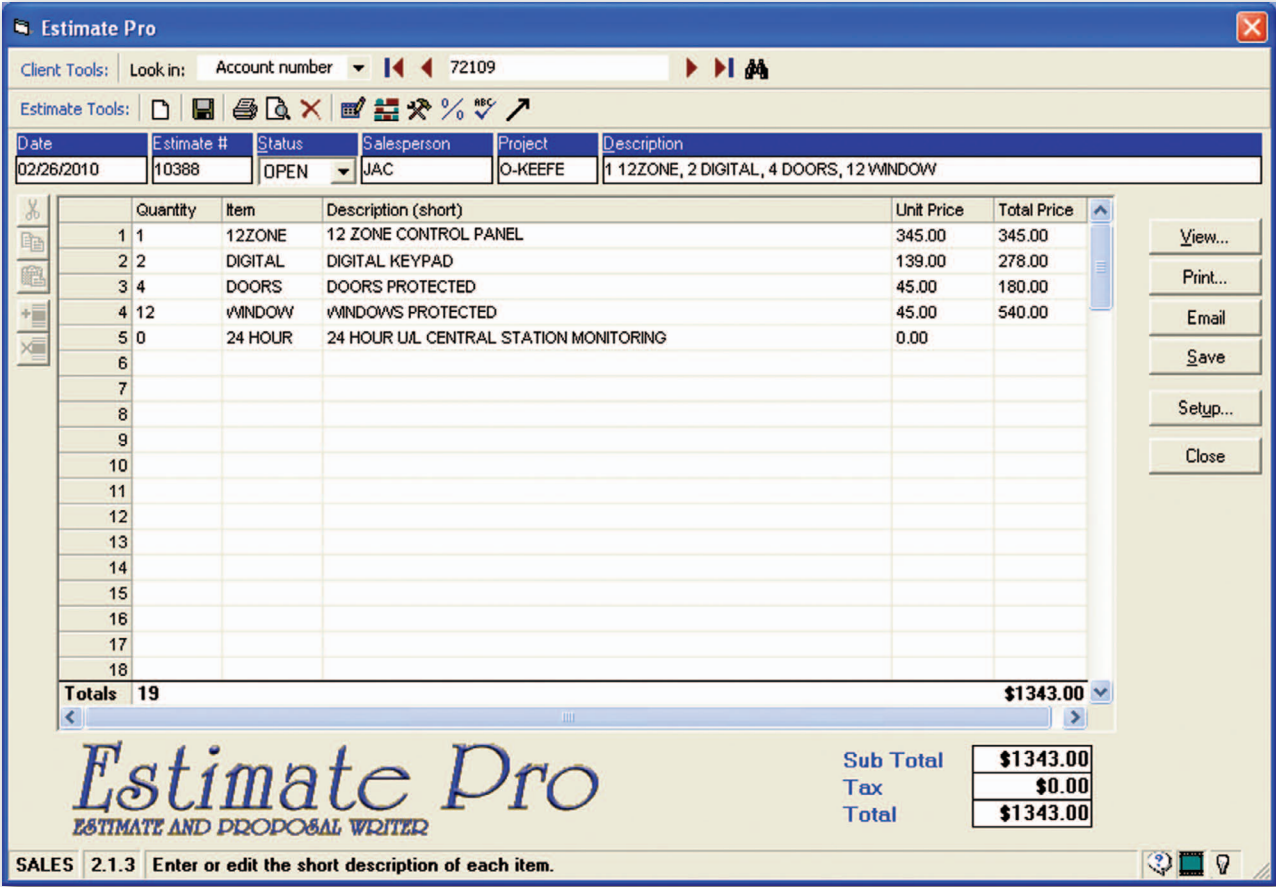 Estimate Pro
Client Tools: Look in: Account number 72109
Estimate Tools: ABC
Date Estimate # Status Salesperson Project Description
02/26/2010 10388 OPEN JAC O-KEEFE 1 12ZONE, 2 DIGITAL, 4 DOORS, 12 WINDOW
Quantity Item Description (short) Unit Price Total Price
1 1 12ZONE 12 ZONE CONTROL PANEL 345.00 345.00
2 2 DIGITAL DIGITAL KEYPAD 139.00 278.00
3 4 DOORS DOORS PROTECTED 45.00 180.00
4 12 WINDOW WINDOWS PROTECTED 45.00 540.00
5 0 24 HOUR 24 HOUR U/L CENTRAL STATION MONITORING 0.00
6
7
8
9
10
11
12
13
14
15
16
17
18
Totals 19 $1343.00
View...
Print...
Email
Save
Setup...
Close
Estimate Pro
ESTIMATE AND PROPOSAL WRITER
Sub Total $1343.00
Tax $0.00
Total $1343.00
SALES 2.1.3 Enter or edit the short description of each item.